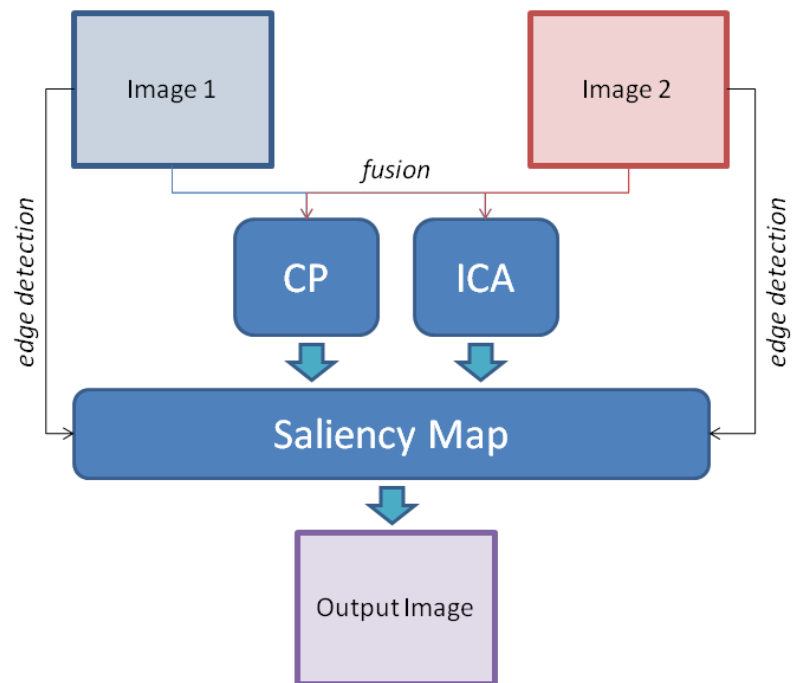 Image 1
Image 2
fusion
edge detection
edge detection
CP
ICA
Saliency Map
Output Image